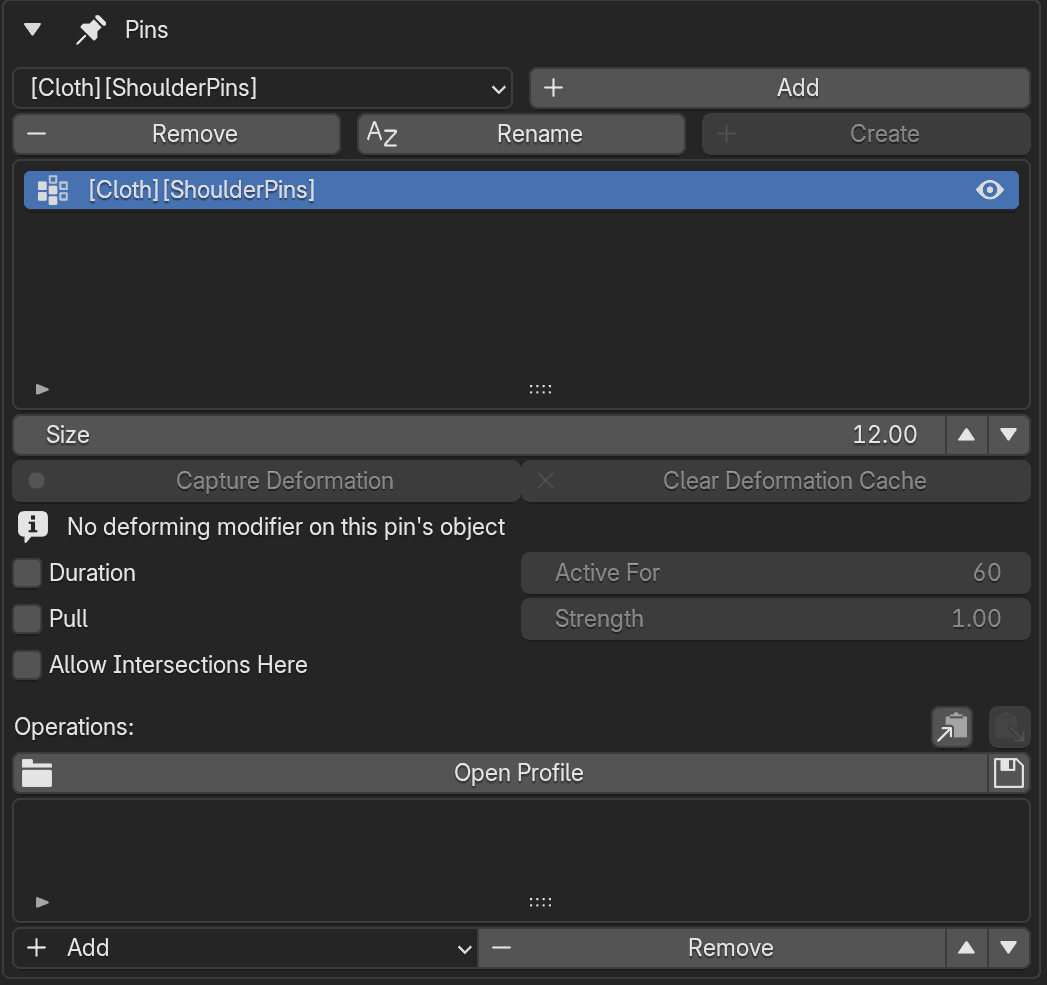 Pins
[Cloth][ShoulderPins]
Add
Remove
Rename
Create
[Cloth][ShoulderPins]
Size 12.00
Capture Deformation
Clear Deformation Cache
No deforming modifier on this pin's object
Duration
Active For 60
Pull
Strength 1.00
Allow Intersections Here
Operations:
Open Profile
Add
Remove